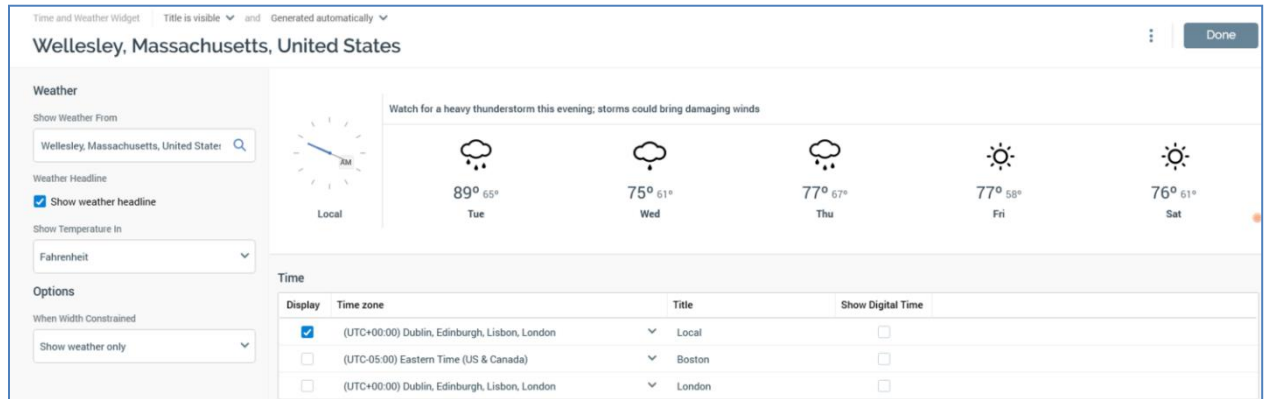 Time and Weather Widget Title is visible and Generated automatically
Wellesley, Massachusetts, United States
Done
Weather
Show Weather From
Wellesley, Massachusetts, United States
Weather Headline
Show weather headline
Show Temperature In
Fahrenheit
Options
When Width Constrained
Show weather only
AM
Local
Watch for a heavy thunderstorm this evening; storms could bring damaging winds
89° 65° 75° 61° 77° 67° 77° 58° 76° 61°
Tue Wed Thu Fri Sat
Time
Display Time zone Title Show Digital Time
(UTC+00:00) Dublin, Edinburgh, Lisbon, London Local
(UTC-05:00) Eastern Time (US & Canada) Boston
(UTC+00:00) Dublin, Edinburgh, Lisbon, London London